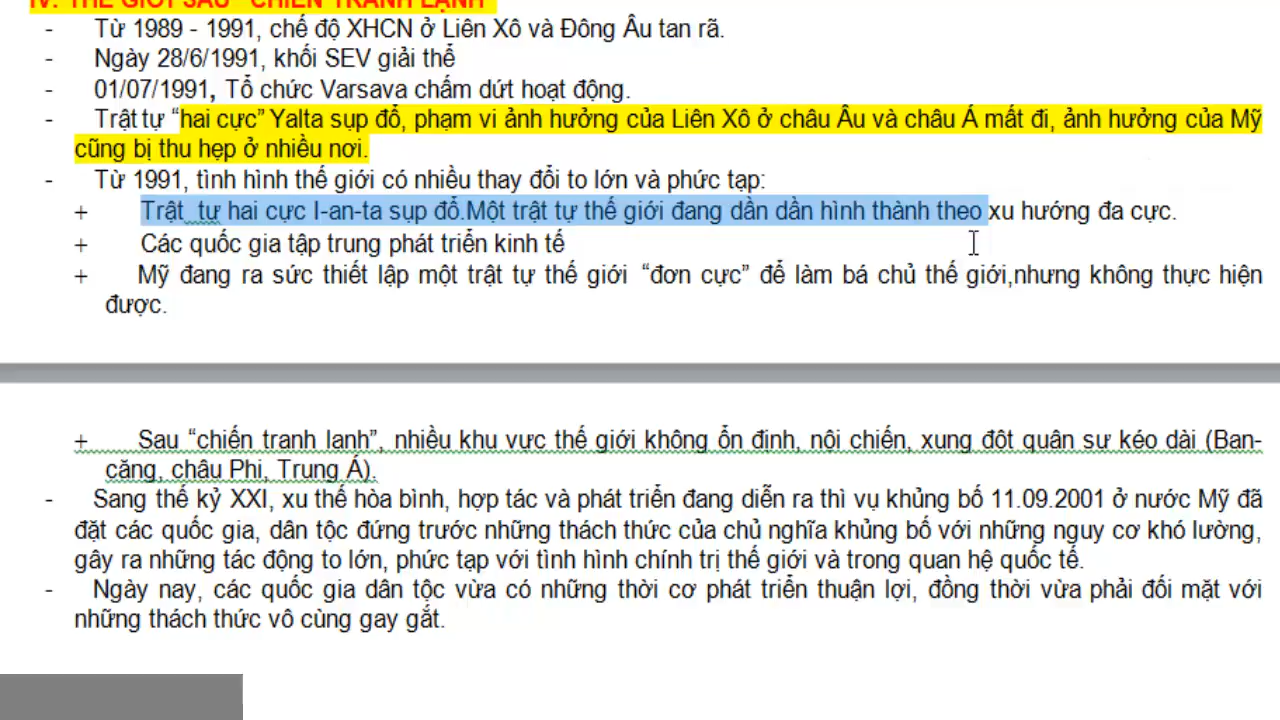 IV. THẾ GIỚI SAU "CHIẾN TRANH LẠNH"
- Từ 1989 - 1991, chế độ XHCN ở Liên Xô và Đông Âu tan rã.
- Ngày 28/6/1991, khối SEV giải thể
- 01/07/1991, Tổ chức Varsava chấm dứt hoạt động.
- Trật tự “hai cực” Yalta sụp đổ, phạm vi ảnh hưởng của Liên Xô ở châu Âu và châu Á mất đi, ảnh hưởng của Mỹ
cũng bị thu hẹp ở nhiều nơi.
- Từ 1991, tình hình thế giới có nhiều thay đổi to lớn và phức tạp:
+ Trật tự hai cực I-an-ta sụp đổ.Một trật tự thế giới đang dần dần hình thành theo xu hướng đa cực.
+ Các quốc gia tập trung phát triển kinh tế
+ Mỹ đang ra sức thiết lập một trật tự thế giới “đơn cực” để làm bá chủ thế giới,nhưng không thực hiện
được.
+ Sau “chiến tranh lạnh”, nhiều khu vực thế giới không ổn định, nội chiến, xung đột quân sự kéo dài (Ban-
căng, châu Phi, Trung Á).
- Sang thế kỷ XXI, xu thế hòa bình, hợp tác và phát triển đang diễn ra thì vụ khủng bố 11.09.2001 ở nước Mỹ đã
đặt các quốc gia, dân tộc đứng trước những thách thức của chủ nghĩa khủng bố với những nguy cơ khó lường,
gây ra những tác động to lớn, phức tạp với tình hình chính trị thế giới và trong quan hệ quốc tế.
- Ngày nay, các quốc gia dân tộc vừa có những thời cơ phát triển thuận lợi, đồng thời vừa phải đối mặt với
những thách thức vô cùng gay gắt.